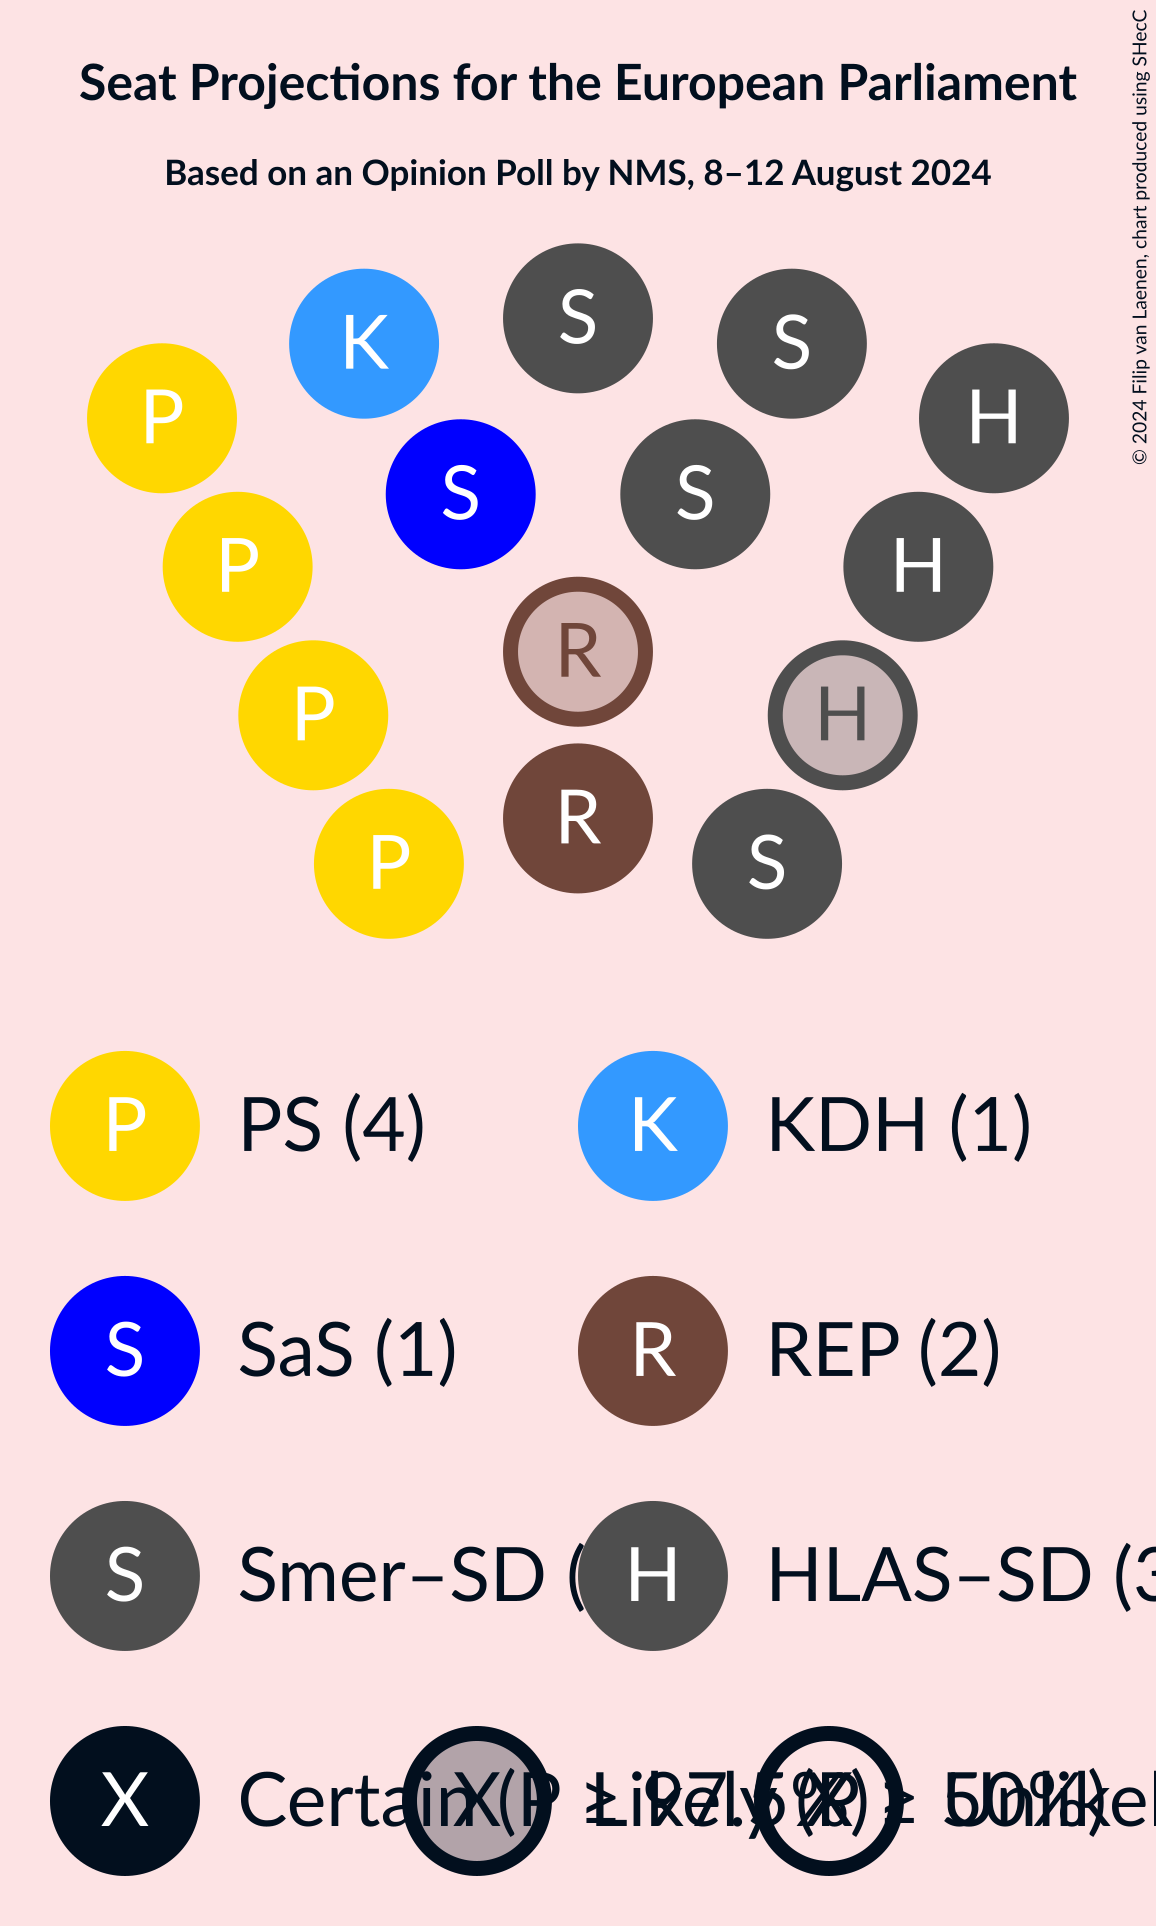 Seat Projections for the European Parliament
Based on an Opinion Poll by NMS, 8–12 August 2024
© 2024 Filip van Laenen, chart produced using SHecC
S
K
S
S
P
H
S
S
P
H
R
P
H
R
P
S
P PS (4)
K KDH (1)
S SaS (1)
R REP (2)
S Smer–SD (
H HLAS–SD (3
X Certain (P ≥ 97.5%)
X Likely (P ≥ 50%)
X Unlikel